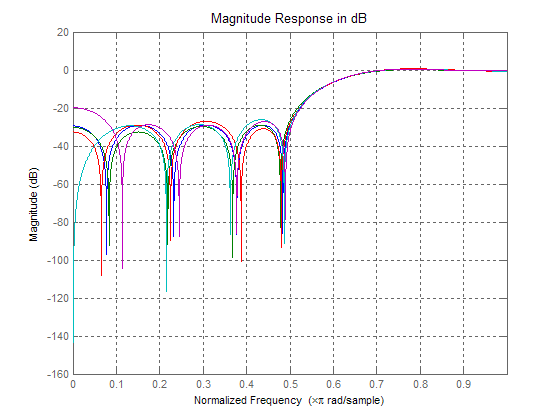 Magnitude Response in dB
20
0
-20
-40
-60
-80
-100
-120
-140
-160
Magnitude (dB)
0 0.1 0.2 0.3 0.4 0.5 0.6 0.7 0.8 0.9
Normalized Frequency (×π rad/sample)